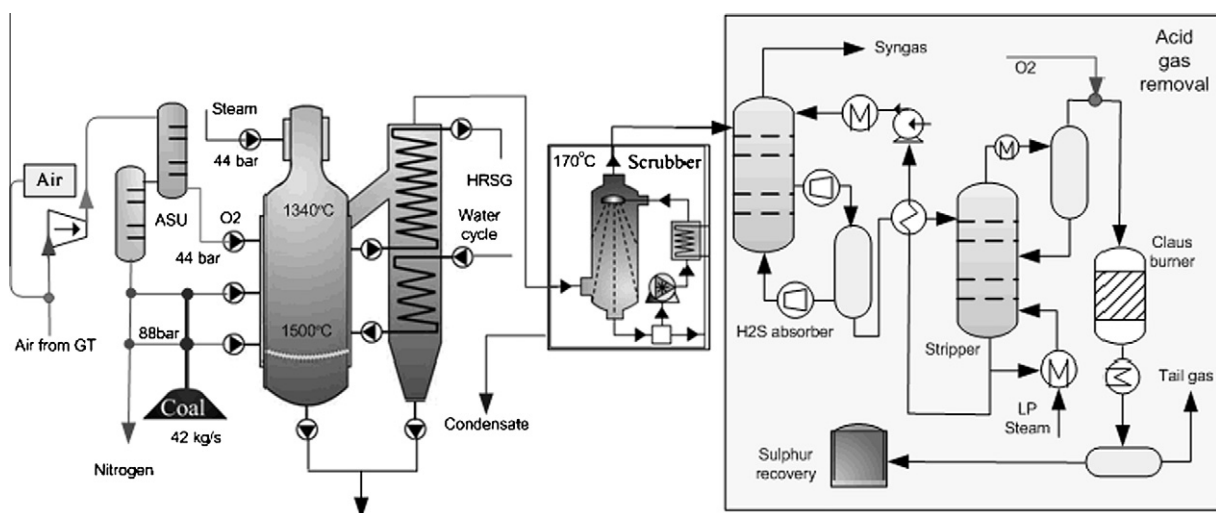 Syngas
Acid
gas
removal
O2
Steam
44 bar
170°C
Scrubber
Air
HRSG
ASU
O2
1340°C
Water
cycle
44 bar
Claus
burner
1500°C
H2S absorber
88bar
Stripper
Air from GT
Tail gas
Coal
LP
Steam
Condensate
42 kg/s
Sulphur
recovery
Nitrogen